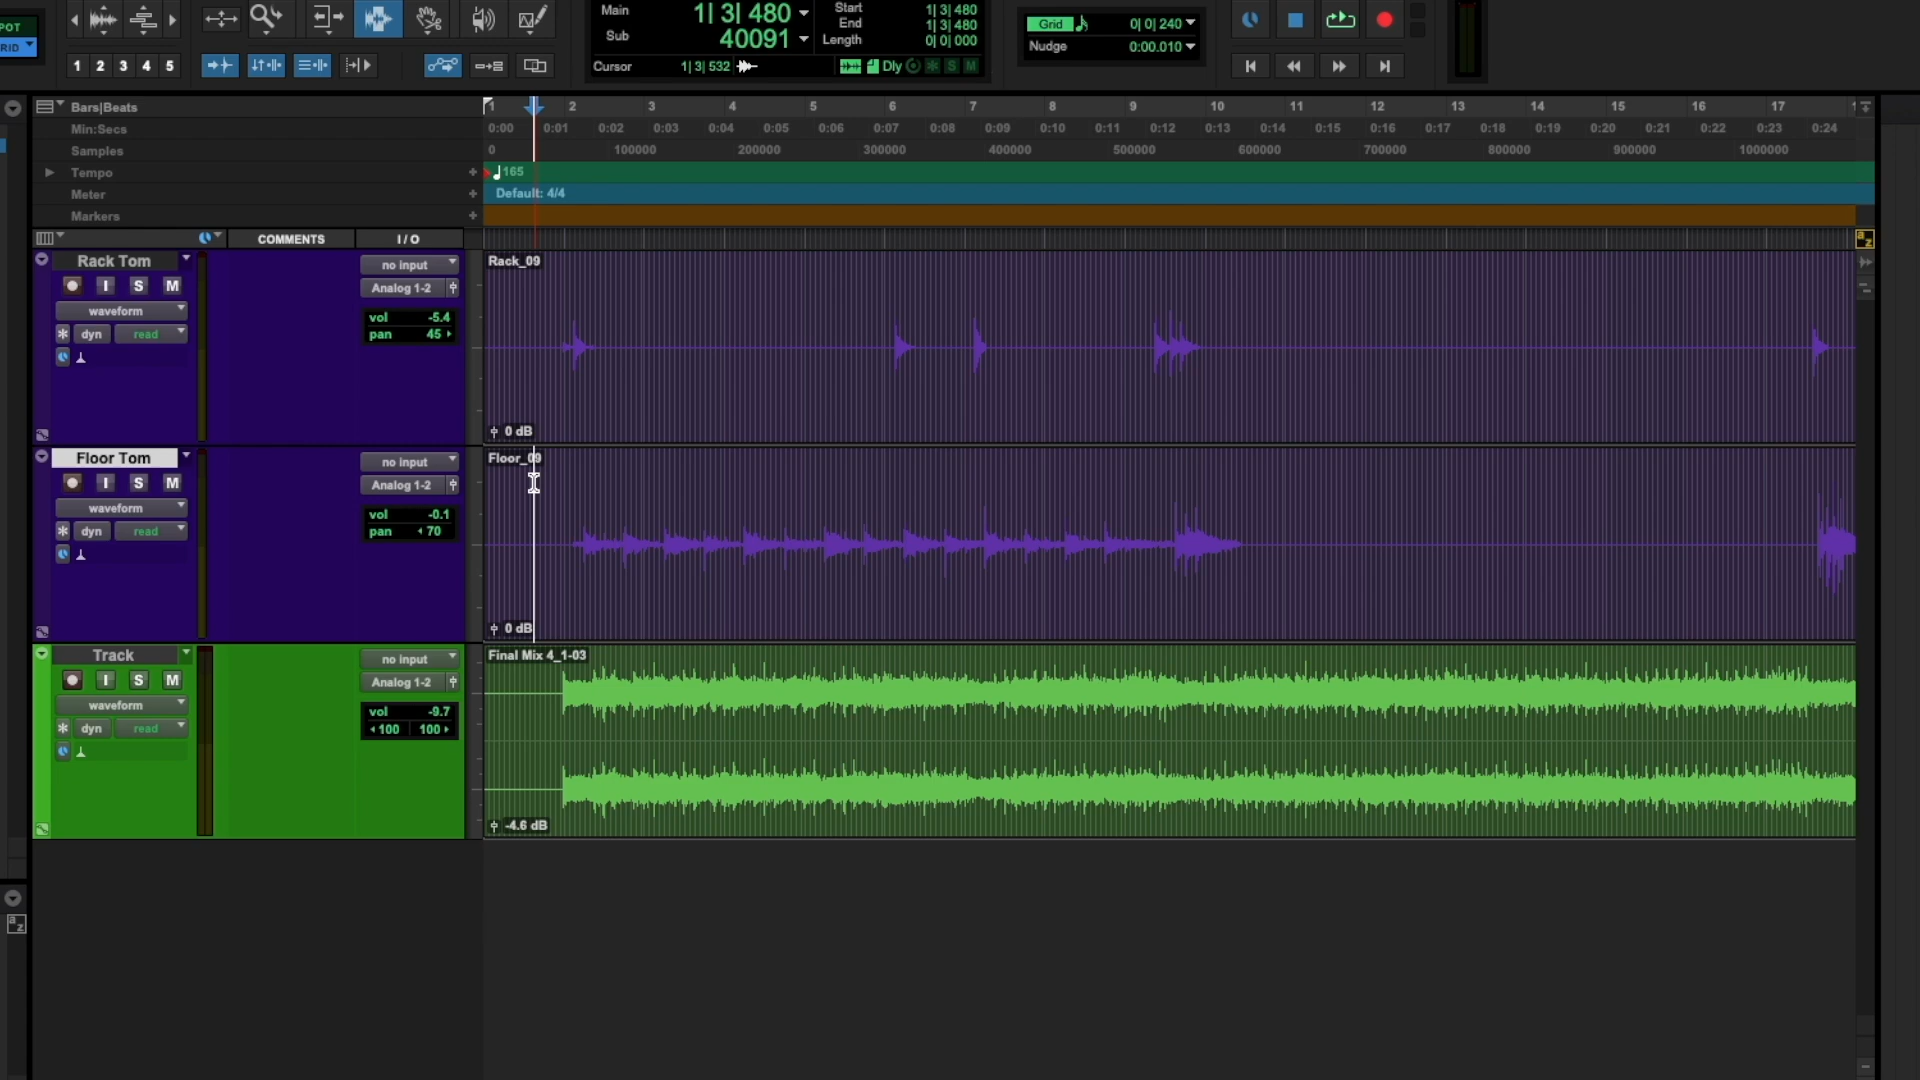 POT
RID
Main 1| 3| 480
Sub 40091
Start 1| 3| 480
End 1| 3| 480
Length 0| 0| 000
Cursor 1| 3| 532
Dly S M
Grid 0| 0| 240
Nudge 0:00.010
1 2 3 4 5
Bars|Beats
1 2 3 4 5 6 7 8 9 10 11 12 13 14 15 16 17
Min:Secs
0:00 0:01 0:02 0:03 0:04 0:05 0:06 0:07 0:08 0:09 0:10 0:11 0:12 0:13 0:14 0:15 0:16 0:17 0:18 0:19 0:20 0:21 0:22 0:23 0:24
Samples
0 100000 200000 300000 400000 500000 600000 700000 800000 900000 1000000
Tempo
165
Meter
Default: 4/4
Markers
COMMENTS I / O
a z
Rack Tom
I S M
waveform
dyn read
no input
Analog 1-2
vol -5.4
pan 45
Rack_09
0 dB
Floor Tom
I S M
waveform
dyn read
no input
Analog 1-2
vol -0.1
pan 70
Floor_09
0 dB
Track
I S M
waveform
dyn read
no input
Analog 1-2
vol -9.7
100 100
Final Mix 4_1-03
-4.6 dB
a z